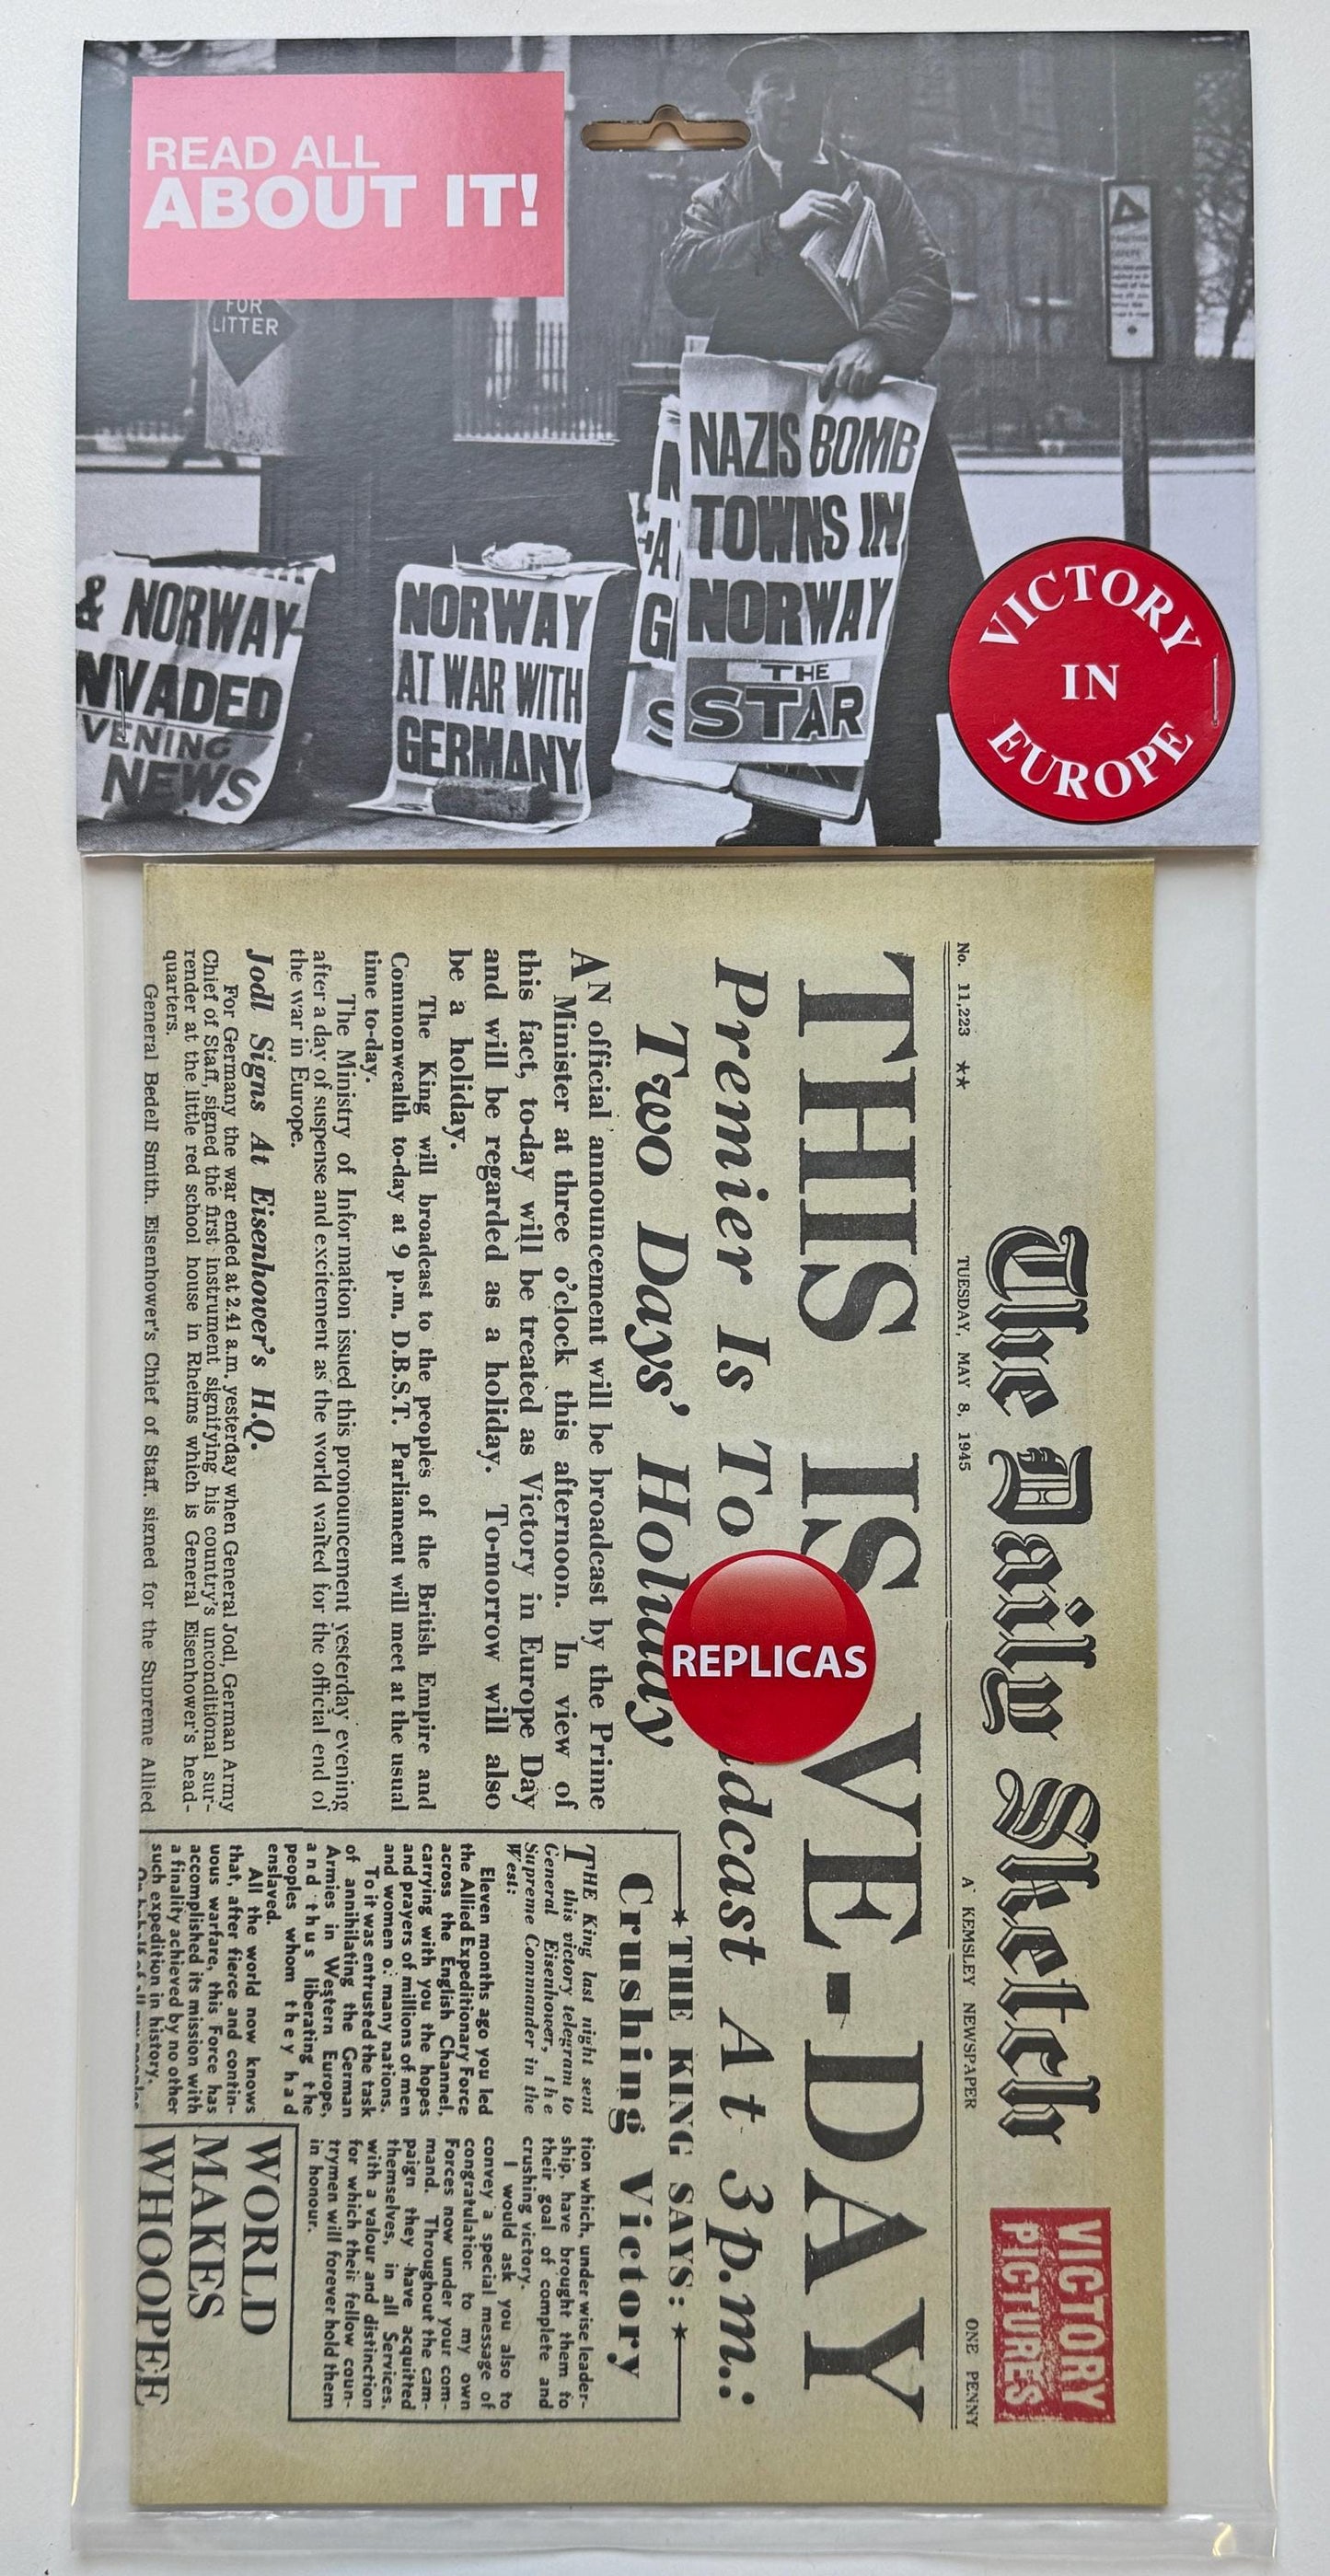 READ ALL
ABOUT IT!
FOR
LITTER
& NORWAY
NVADED
VENING
NEWS
NORWAY
AT WAR WITH
GERMANY
NAZIS BOMB
TOWNS IN
NORWAY
THE
STAR
VICTORY
IN
EUROPE
The Daily Sketch
VICTORY
PICTURES
No. 11,223 ★★
TUESDAY, MAY 8, 1945
A KEMSLEY NEWSPAPER
ONE PENNY
THIS IS VE-DAY
Premier Is To adcast At 3 p.m.:
Two Days' Holiday
REPLICAS
AN official announcement will be broadcast by the Prime
Minister at three o'clock this afternoon. In view of
this fact, to-day will be treated as Victory in Europe Day
and will be regarded as a holiday. To-morrow will also
be a holiday.
The King will broadcast to the peoples of the British Empire and
Commonwealth to-day at 9 p.m, D.B.S.T. Parliament will meet at the usual
time to-day.
The Ministry of Information issued this pronouncement yesterday evening
after a day of suspense and excitement as the world waited for the official end of
the war in Europe.
Jodl Signs At Eisenhower's H.Q.
For Germany the war ended at 2.41 a.m. yesterday when General Jodl, German Army
Chief of Staff, signed the first instrument signifying his country's unconditional sur-
render at the little red school house in Rheims which is General Eisenhower's head-
quarters.
General Bedell Smith, Eisenhower's Chief of Staff, signed for the Supreme Allied
★THE KING SAYS:★
Crushing Victory
THE King last night sent
this victory telegram to
General Eisenhower, the
Supreme Commander in the
West:
Eleven months ago you led
the Allied Expeditionary Force
across the English Channel,
carrying with you the hopes
and prayers of millions of men
and women o: many nations.
To it was entrusted the task
of annihilating the German
Armies in Western Europe,
and thus liberating the
peoples whom they had
enslaved.
All the world now knows
that, after fierce and contin-
uous warfare, this Force has
accomplished its mission with
a finality achieved by no other
such expedition in history.
tion which, under wise leader-
ship, have brought them to
their goal of complete and
crushing victory.
I would ask you also to
convey a special message of
congratulation to my own
Forces now under your com-
mand. Throughout the cam-
paign they have acquitted
themselves, in all Services,
with a valour and distinction
for which their fellow coun-
trymen will forever hold them
in honour.
WORLD
MAKES
WHOOPEE